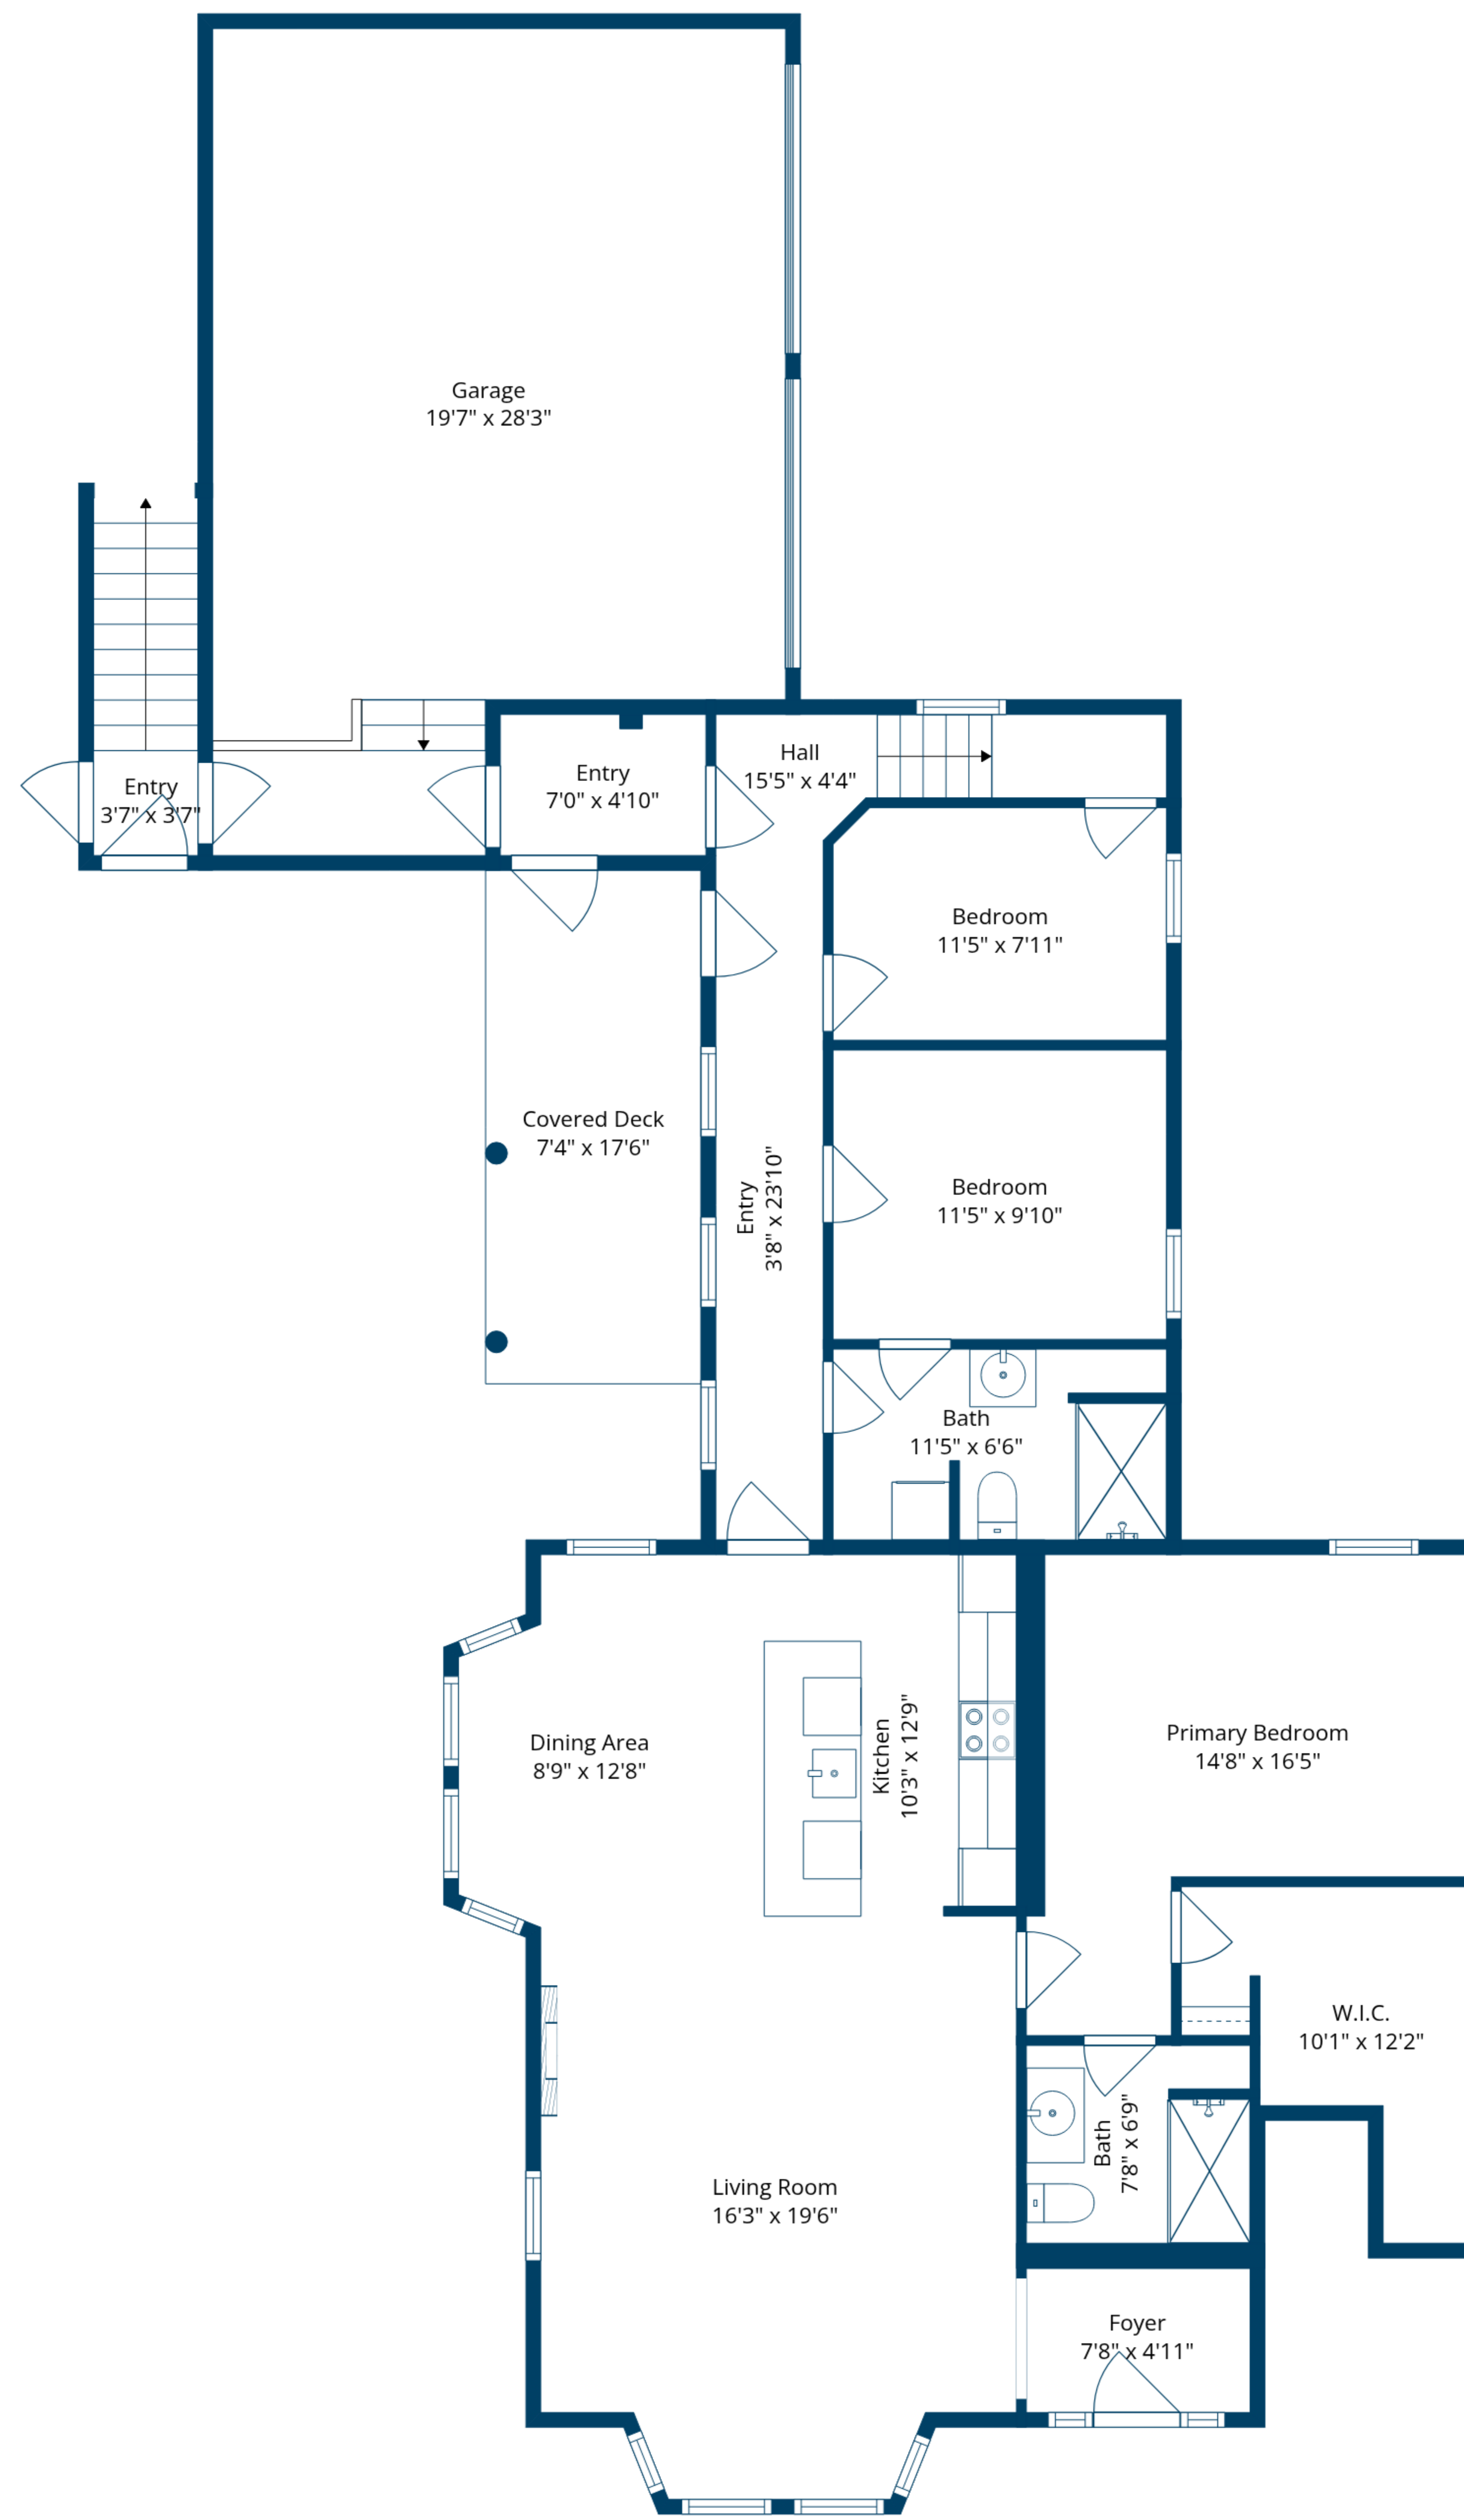 Garage
19'7" x 28'3"
Hall
15'5" x 4'4"
Entry
7'0" x 4'10"
Entry
3'7" x 3'7"
Bedroom
11'5" x 7'11"
Covered Deck
7'4" x 17'6"
Entry
3'8" x 23'10"
Bedroom
11'5" x 9'10"
Bath
11'5" x 6'6"
Dining Area
8'9" x 12'8"
Kitchen
10'3" x 12'9"
Primary Bedroom
14'8" x 16'5"
W.I.C.
10'1" x 12'2"
Bath
7'8" x 6'9"
Living Room
16'3" x 19'6"
Foyer
7'8" x 4'11"